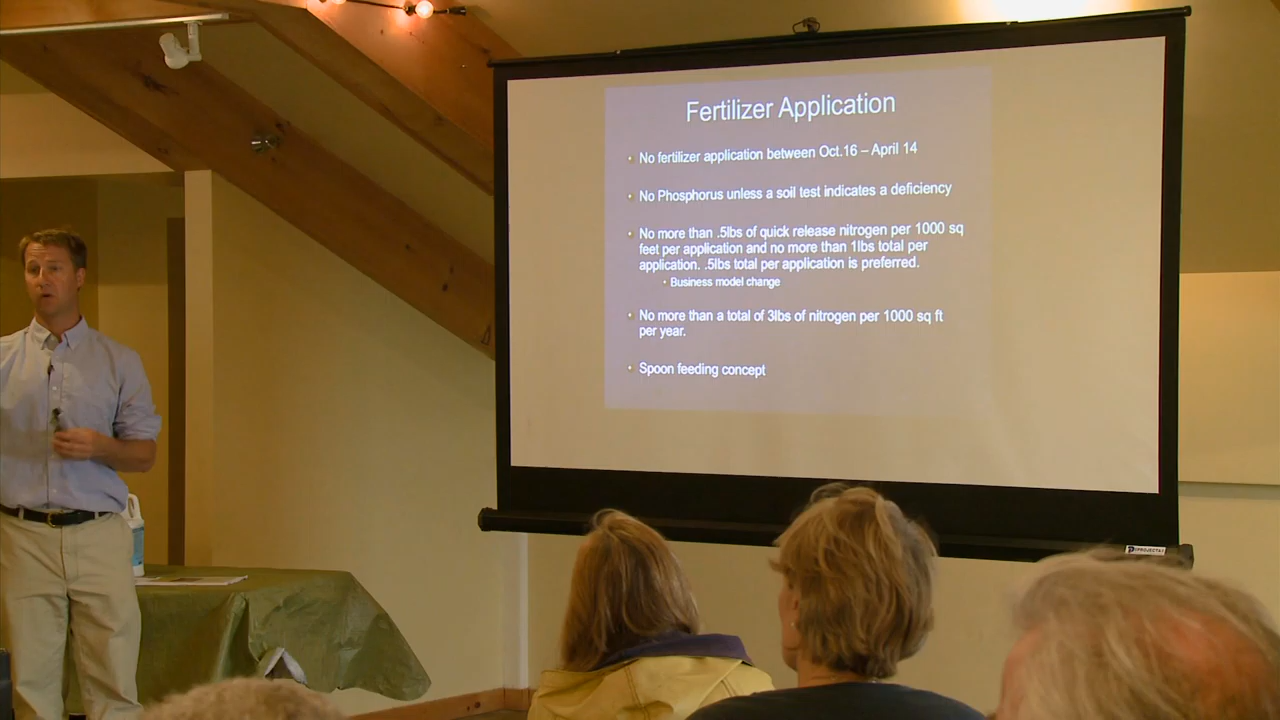 Fertilizer Application
• No fertilizer application between Oct.16 – April 14
• No Phosphorus unless a soil test indicates a deficiency
• No more than .5lbs of quick release nitrogen per 1000 sq
feet per application and no more than 1lbs total per
application. .5lbs total per application is preferred.
• Business model change
• No more than a total of 3lbs of nitrogen per 1000 sq ft
per year.
• Spoon feeding concept